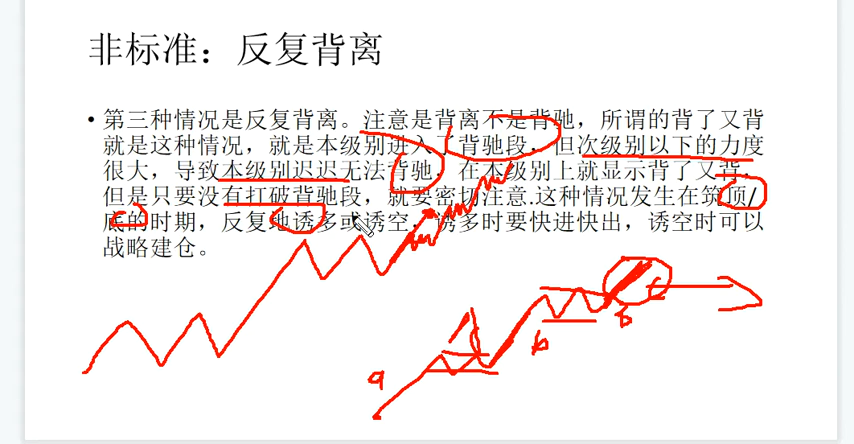 非标准：反复背离
• 第三种情况是反复背离。注意是背离不是背驰，所谓的背了又背
就是这种情况，就是本级别进入了背驰段，但次级别以下的力度
很大，导致本级别迟迟无法背驰，在本级别上就显示背了又背，
但是只要没有打破背驰段，就要密切注意.这种情况发生在筑顶/
底的时期，反复地诱多或诱空，诱多时要快进快出，诱空时可以
战略建仓。
a
b